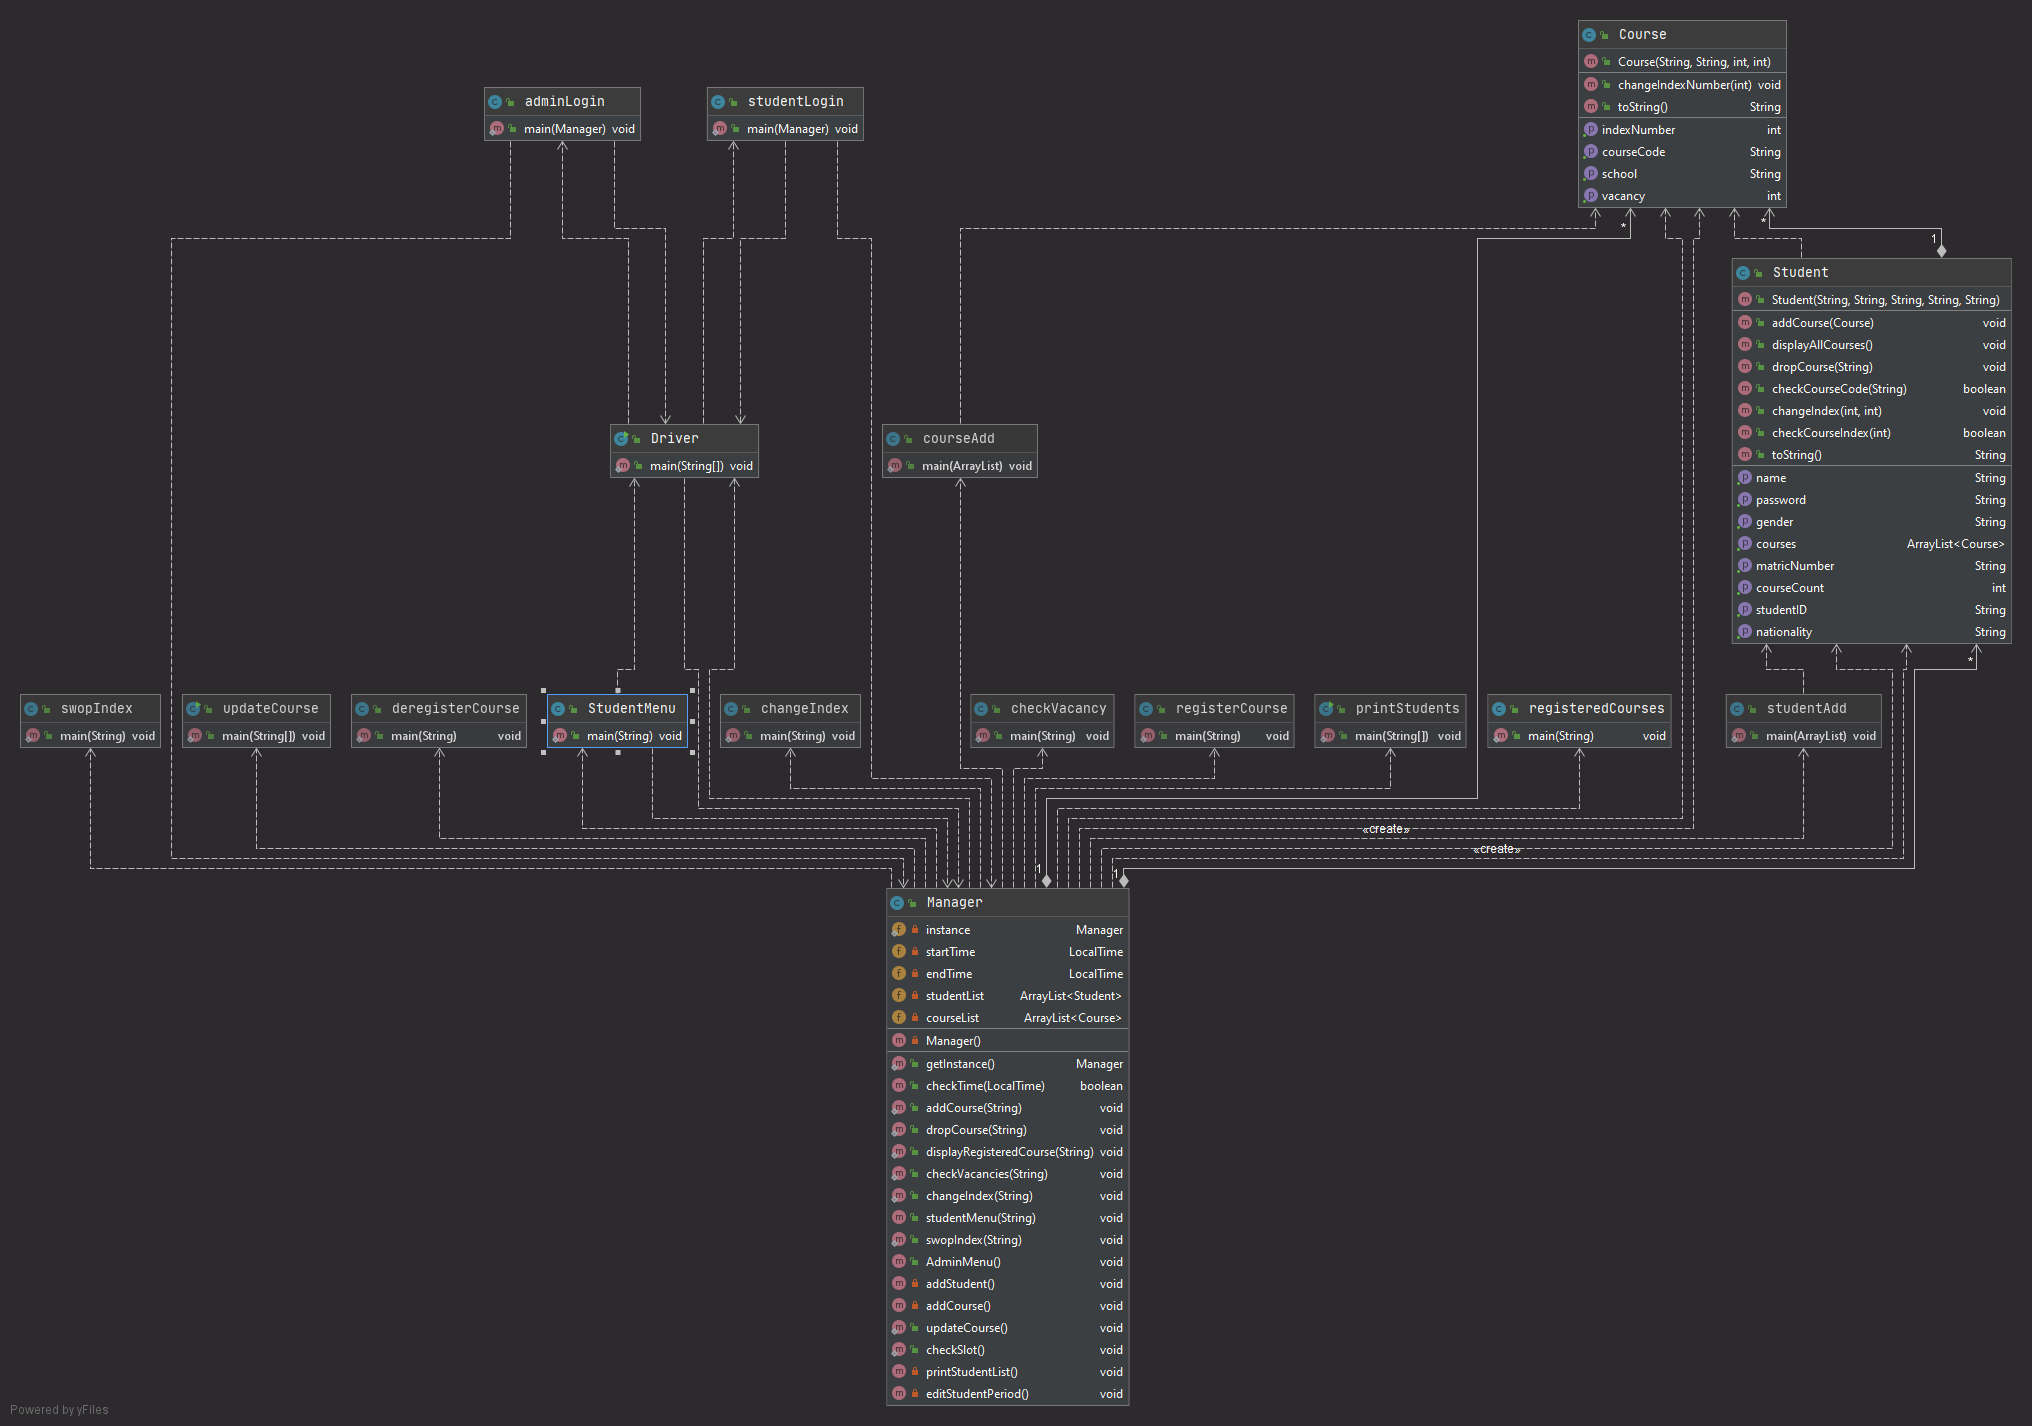 Course
Course(String, String, int, int)
changeIndexNumber(int) void
toString() String
indexNumber int
courseCode String
school String
vacancy int
adminLogin
main(Manager) void
studentLogin
main(Manager) void
*
*
1
Student
Student(String, String, String, String, String)
addCourse(Course) void
displayAllCourses() void
dropCourse(String) void
checkCourseCode(String) boolean
changeIndex(int, int) void
checkCourseIndex(int) boolean
toString() String
name String
password String
gender String
courses ArrayList<Course>
matricNumber String
courseCount int
studentID String
nationality String
*
Driver
main(String[]) void
courseAdd
main(ArrayList) void
swopIndex
main(String) void
updateCourse
main(String[]) void
deregisterCourse
main(String) void
StudentMenu
main(String) void
changeIndex
main(String) void
checkVacancy
main(String) void
registerCourse
main(String) void
printStudents
main(String[]) void
registeredCourses
main(String) void
studentAdd
main(ArrayList) void
«create»
«create»
1
1
Manager
instance Manager
startTime LocalTime
endTime LocalTime
studentList ArrayList<Student>
courseList ArrayList<Course>
Manager()
getInstance() Manager
checkTime(LocalTime) boolean
addCourse(String) void
dropCourse(String) void
displayRegisteredCourse(String) void
checkVacancies(String) void
changeIndex(String) void
studentMenu(String) void
swopIndex(String) void
AdminMenu() void
addStudent() void
addCourse() void
updateCourse() void
checkSlot() void
printStudentList() void
editStudentPeriod() void
Powered by yFiles